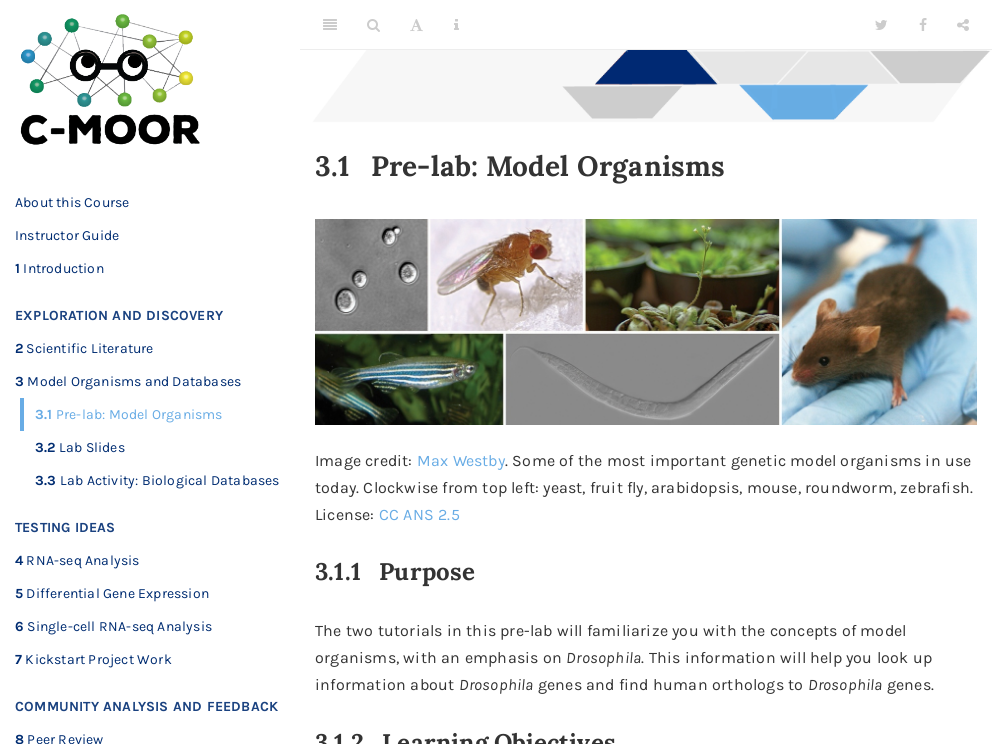 C-MOOR
About this Course
Instructor Guide
1 Introduction
EXPLORATION AND DISCOVERY
2 Scientific Literature
3 Model Organisms and Databases
3.1 Pre-lab: Model Organisms
3.2 Lab Slides
3.3 Lab Activity: Biological Databases
TESTING IDEAS
4 RNA-seq Analysis
5 Differential Gene Expression
6 Single-cell RNA-seq Analysis
7 Kickstart Project Work
COMMUNITY ANALYSIS AND FEEDBACK
8 Peer Review
A
3.1 Pre-lab: Model Organisms
Image credit: Max Westby. Some of the most important genetic model organisms in use
today. Clockwise from top left: yeast, fruit fly, arabidopsis, mouse, roundworm, zebrafish.
License: CC ANS 2.5
3.1.1 Purpose
The two tutorials in this pre-lab will familiarize you with the concepts of model
organisms, with an emphasis on Drosophila. This information will help you look up
information about Drosophila genes and find human orthologs to Drosophila genes.
3.1.2 Learning Objectives